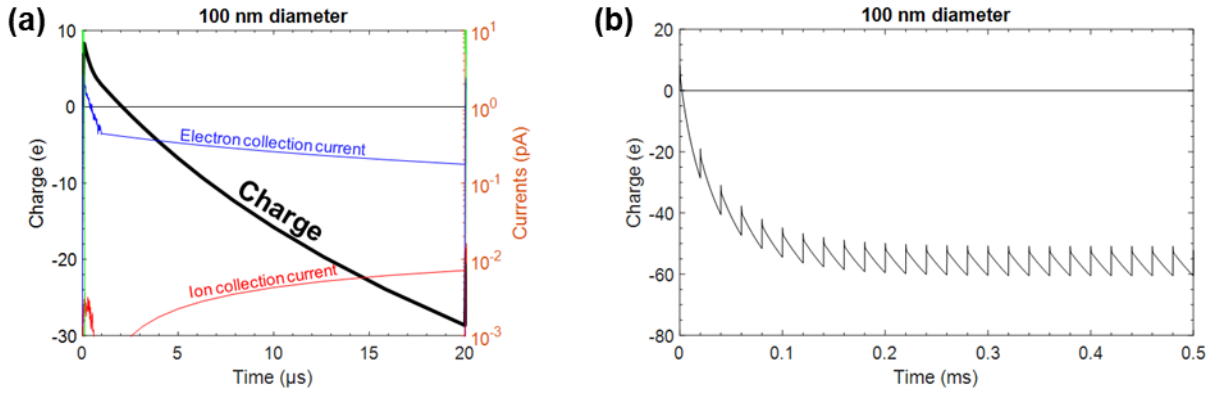 (a)
100 nm diameter
10
0
-10
-20
-30
Charge (e)
10¹
10⁰
10⁻¹
10⁻²
10⁻³
Currents (pA)
Electron collection current
Charge
Ion collection current
0
5
10
15
20
Time (μs)
(b)
100 nm diameter
20
0
-20
-40
-60
-80
Charge (e)
0
0.1
0.2
0.3
0.4
0.5
Time (ms)